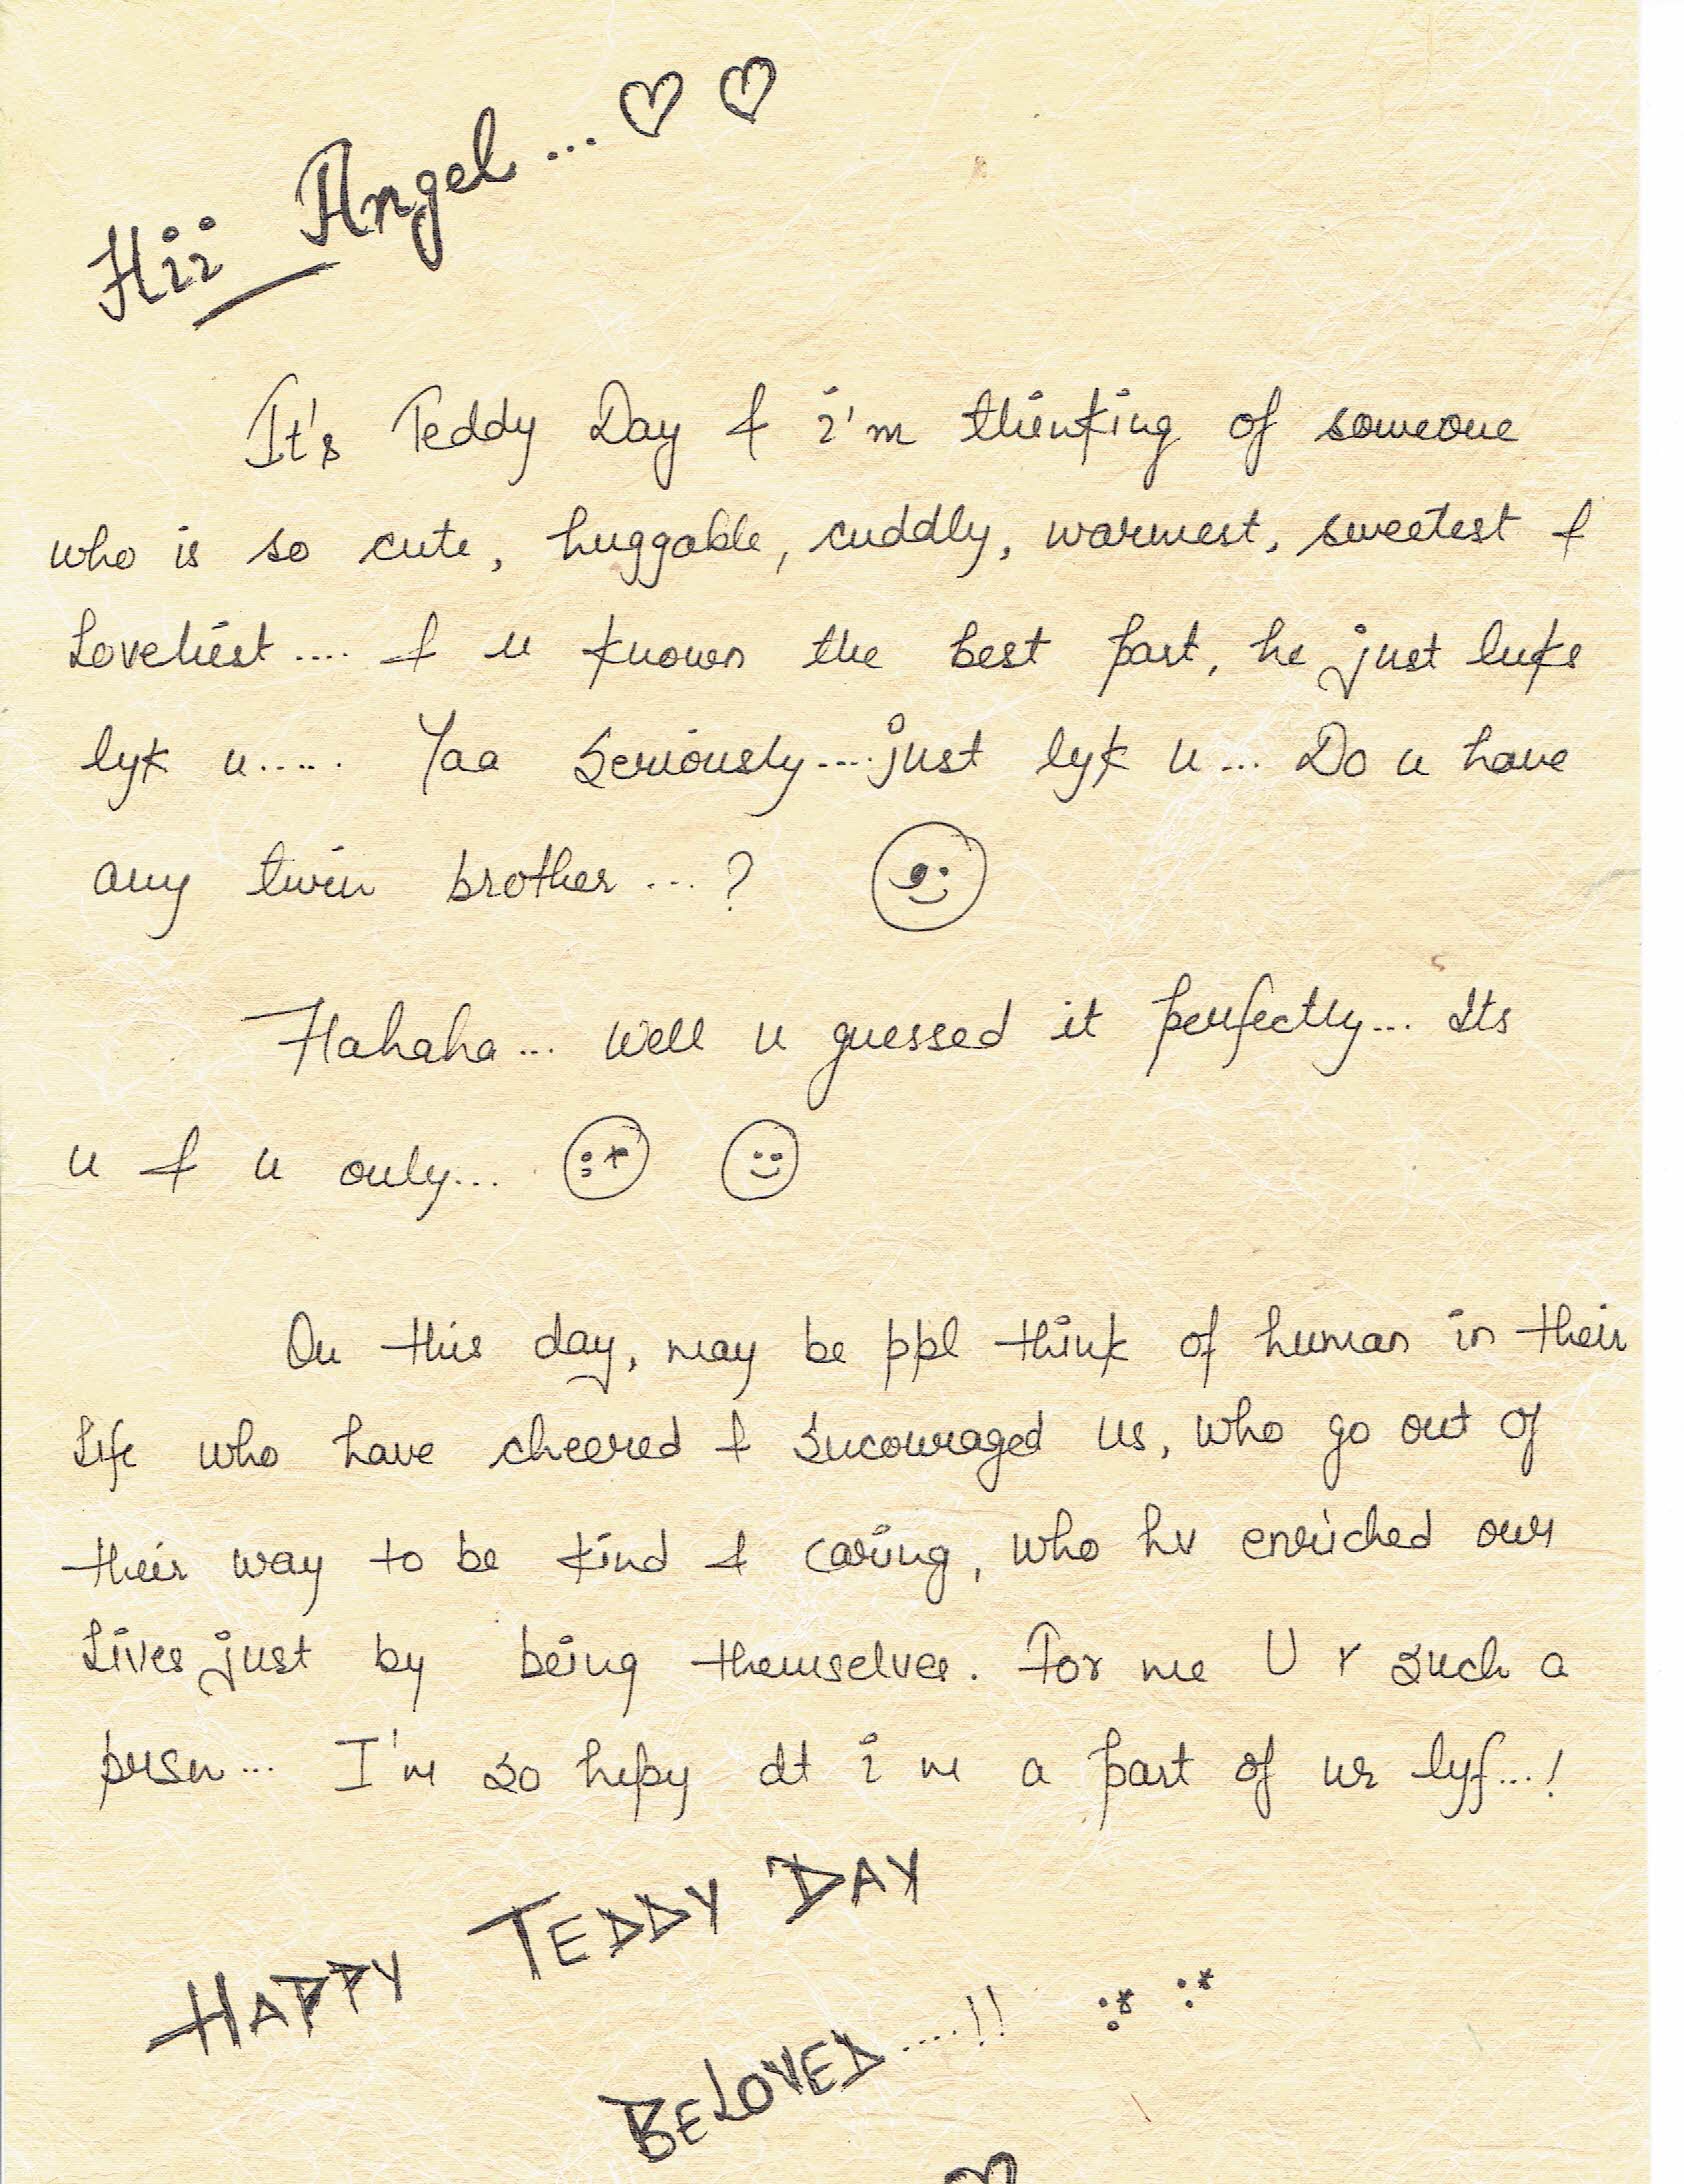 Hii Angel... ♡ ♡
It's Teddy Day & i'm thinking of someone
who is so cute, huggable, cuddly, warmest, sweetest &
Loveliest.... & u knows the best part, he just luks
lyk u..... Yaa Seriously....just lyk u... Do u have
any twin brother...?
Hahaha... Well u guessed it perfectly... Its
u & u only... :* :)
On this day, may be ppl think of human in their
Life who have cheered & Encouraged us, who go out of
their way to be kind & caring, who hv enriched our
Lives just by being themselves. For me U r such a
prsn... I'm so hppy dt i m a part of ur lyf...!
HAPPY TEDDY DAY
BELOVED....!! :* :*
♡